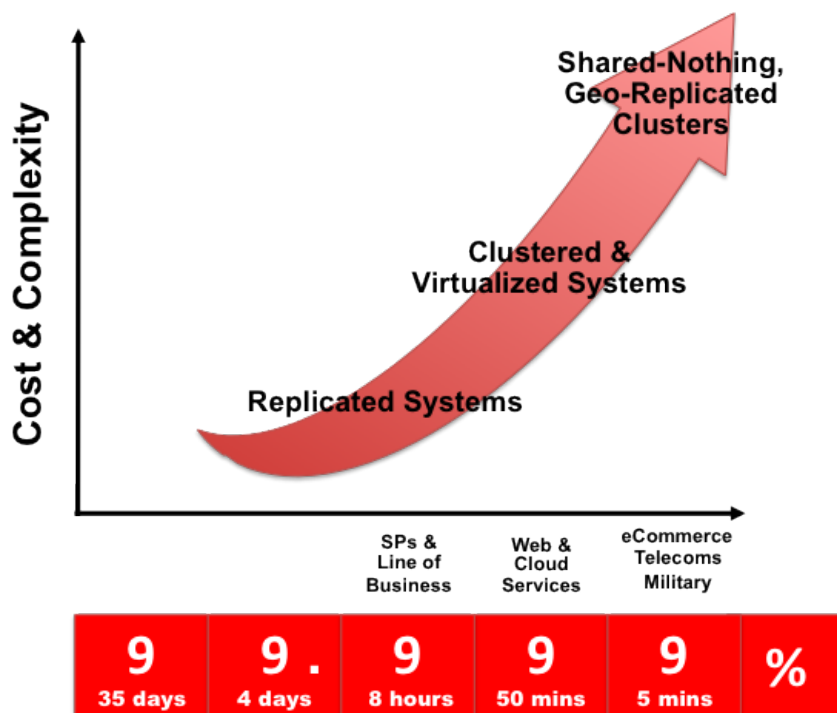 Cost & Complexity
Shared-Nothing,
Geo-Replicated
Clusters
Clustered &
Virtualized Systems
Replicated Systems
SPs &
Line of
Business
Web &
Cloud
Services
eCommerce
Telecoms
Military
9 9. 9 9 9 %
35 days 4 days 8 hours 50 mins 5 mins